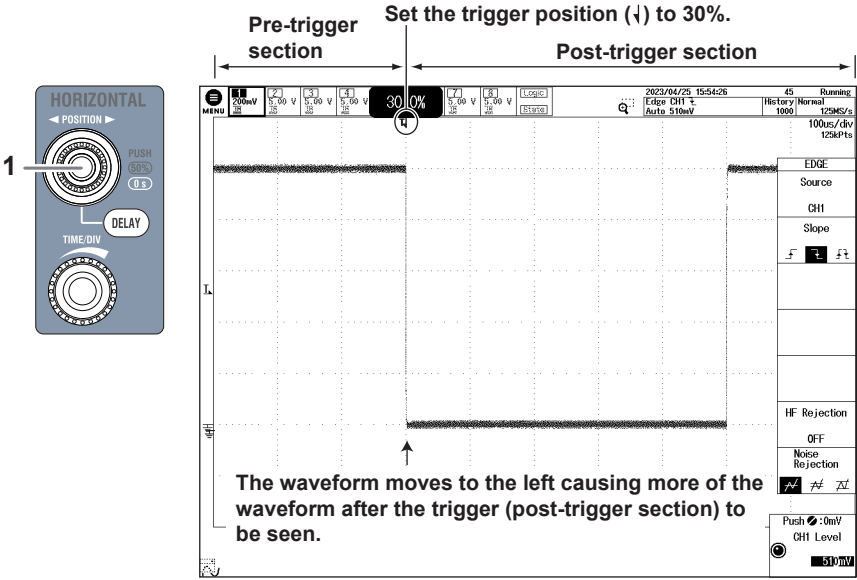 Pre-trigger
section
Set the trigger position ( ) to 30%.
Post-trigger section
HORIZONTAL
◄ POSITION ►
PUSH
50%
0 s
DELAY
TIME/DIV
1
MENU
1 2 3 4 7 8 Logic
200mV 5.00 V 5.00 V 5.00 V 30.0% 5.00 V 5.00 V State
2023/04/25 15:54:26 45 Running
Edge CH1 History Normal
Auto 510mV 1000 125MS/s
100us/div
125kPts
EDGE
Source
CH1
Slope
HF Rejection
OFF
Noise
Rejection
The waveform moves to the left causing more of the
waveform after the trigger (post-trigger section) to
be seen.
Push :0mV
CH1 Level
510mV